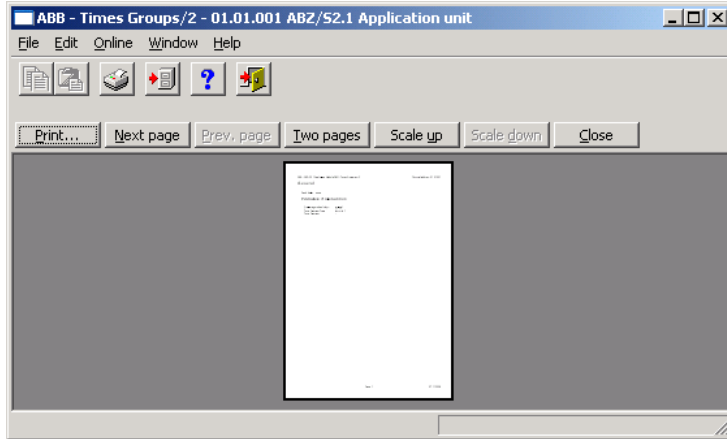 ABB - Times Groups/2 - 01.01.001 ABZ/S2.1 Application unit
File Edit Online Window Help
Print... Next page Prev. page Two pages Scale up Scale down Close